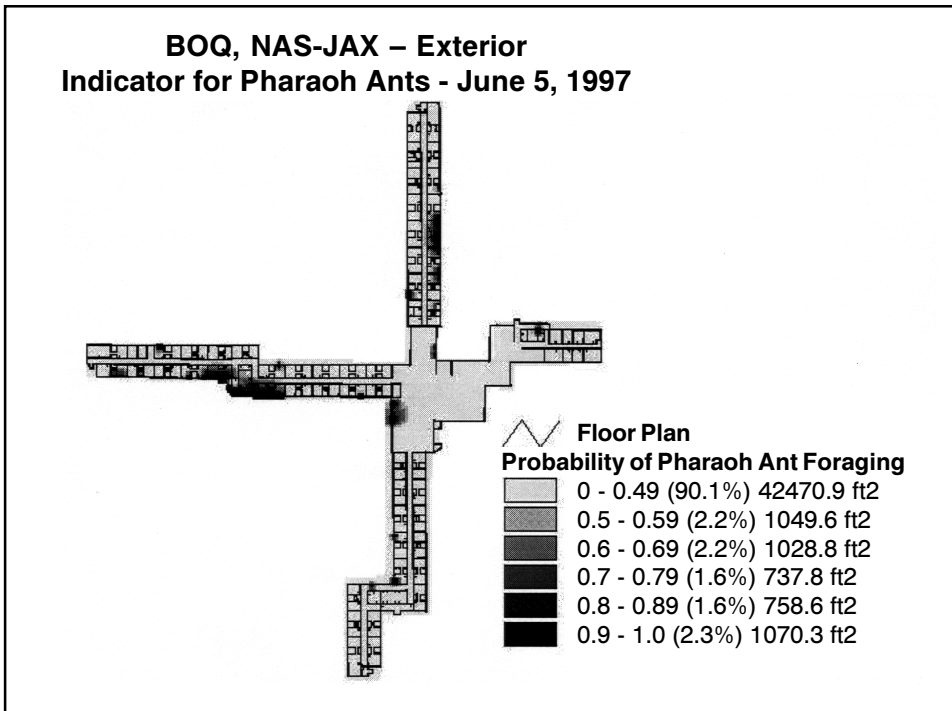 BOQ, NAS-JAX – Exterior
Indicator for Pharaoh Ants - June 5, 1997
Floor Plan
Probability of Pharaoh Ant Foraging
0 - 0.49 (90.1%) 42470.9 ft2
0.5 - 0.59 (2.2%) 1049.6 ft2
0.6 - 0.69 (2.2%) 1028.8 ft2
0.7 - 0.79 (1.6%) 737.8 ft2
0.8 - 0.89 (1.6%) 758.6 ft2
0.9 - 1.0 (2.3%) 1070.3 ft2